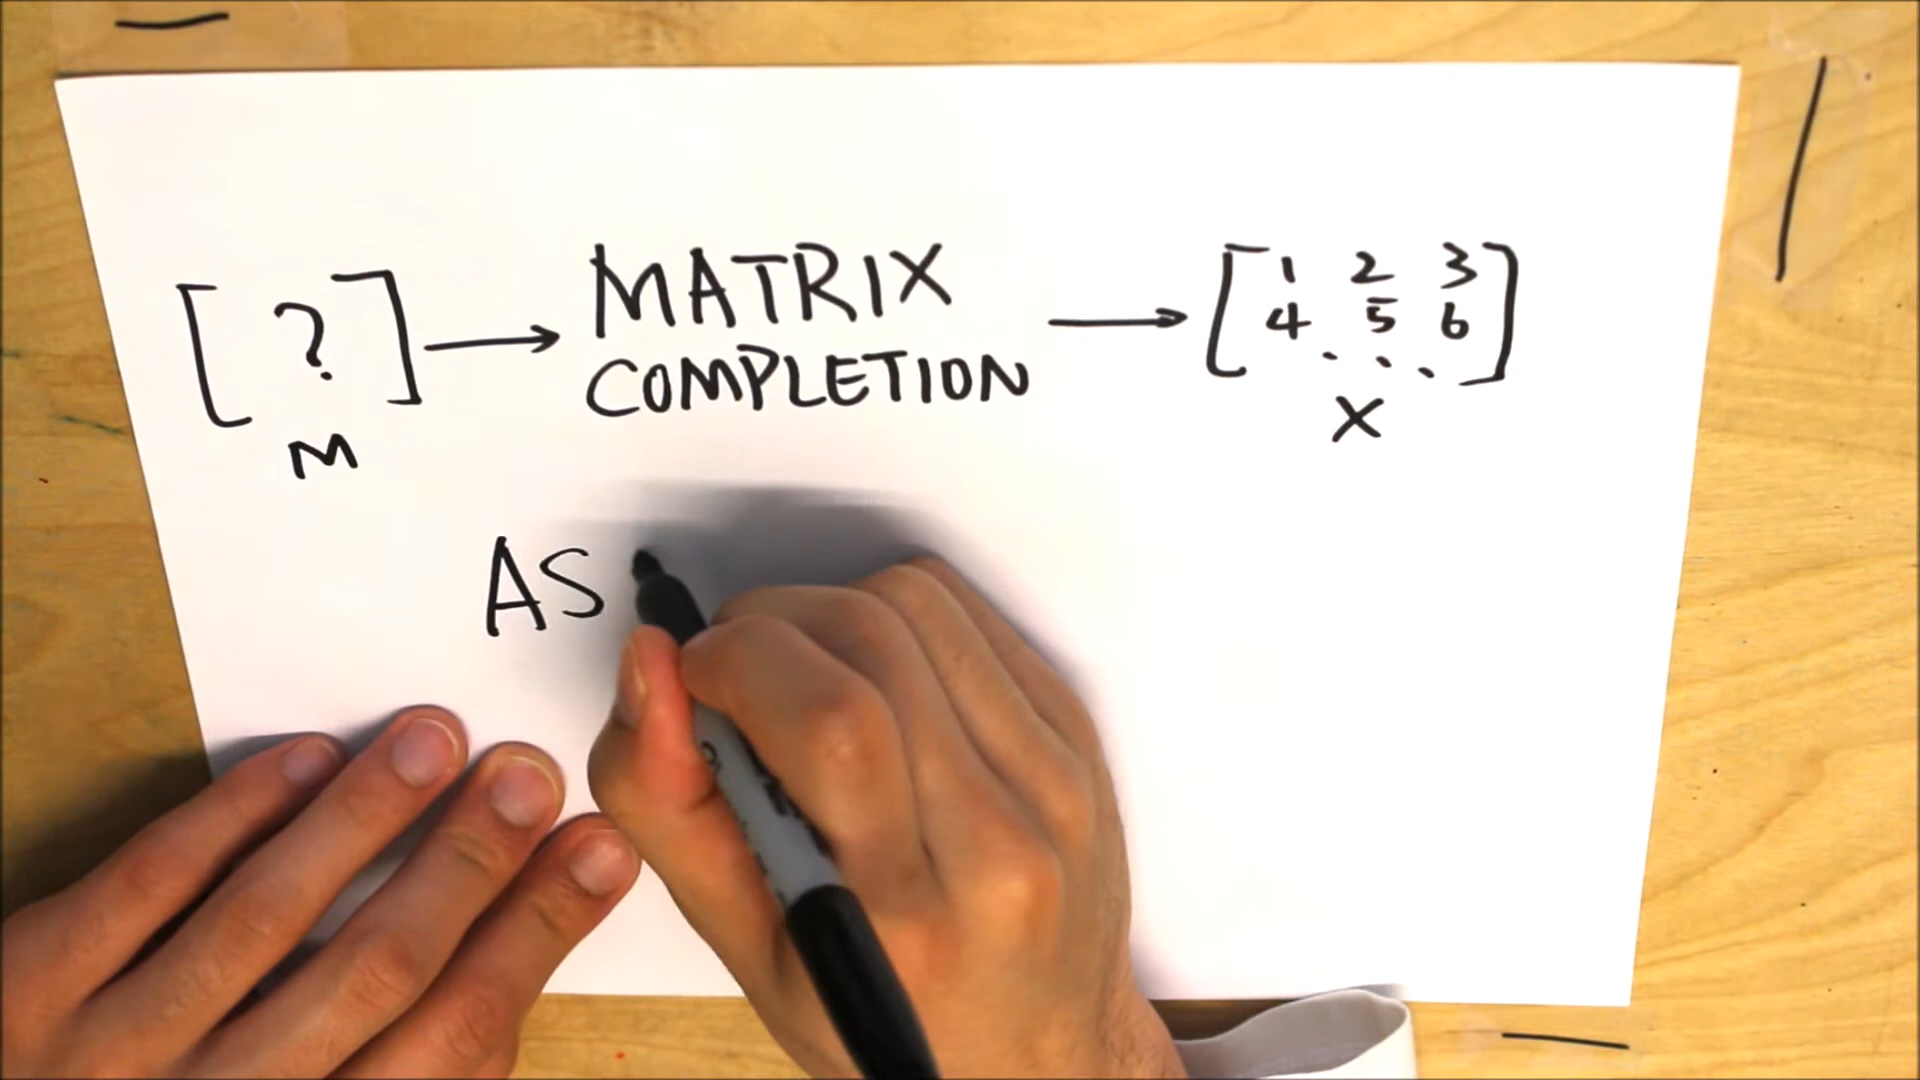 [ ? ] → MATRIX COMPLETION → [ 1 2 3
4 5 6
. . . ]
M
X
AS